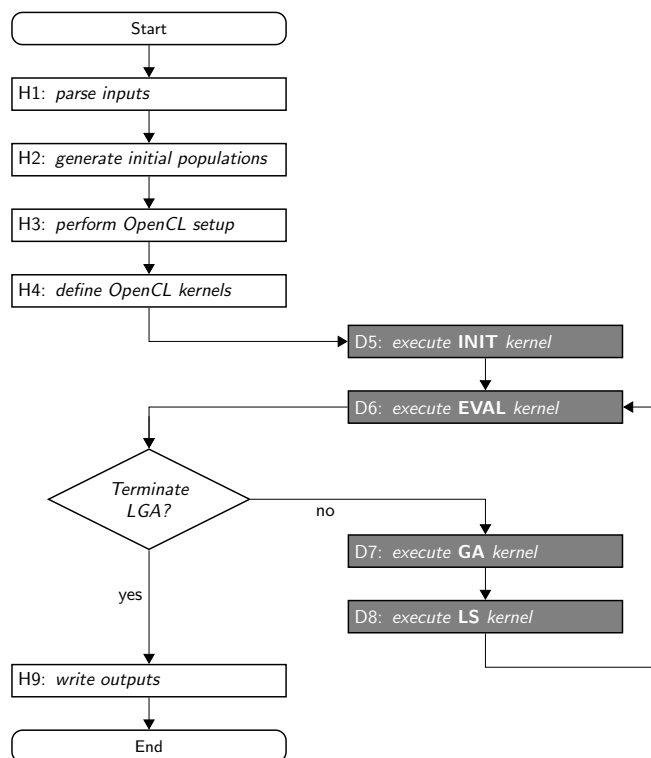 Start
H1: parse inputs
H2: generate initial populations
H3: perform OpenCL setup
H4: define OpenCL kernels
D5: execute INIT kernel
D6: execute EVAL kernel
Terminate
LGA?
no
D7: execute GA kernel
yes
D8: execute LS kernel
H9: write outputs
End